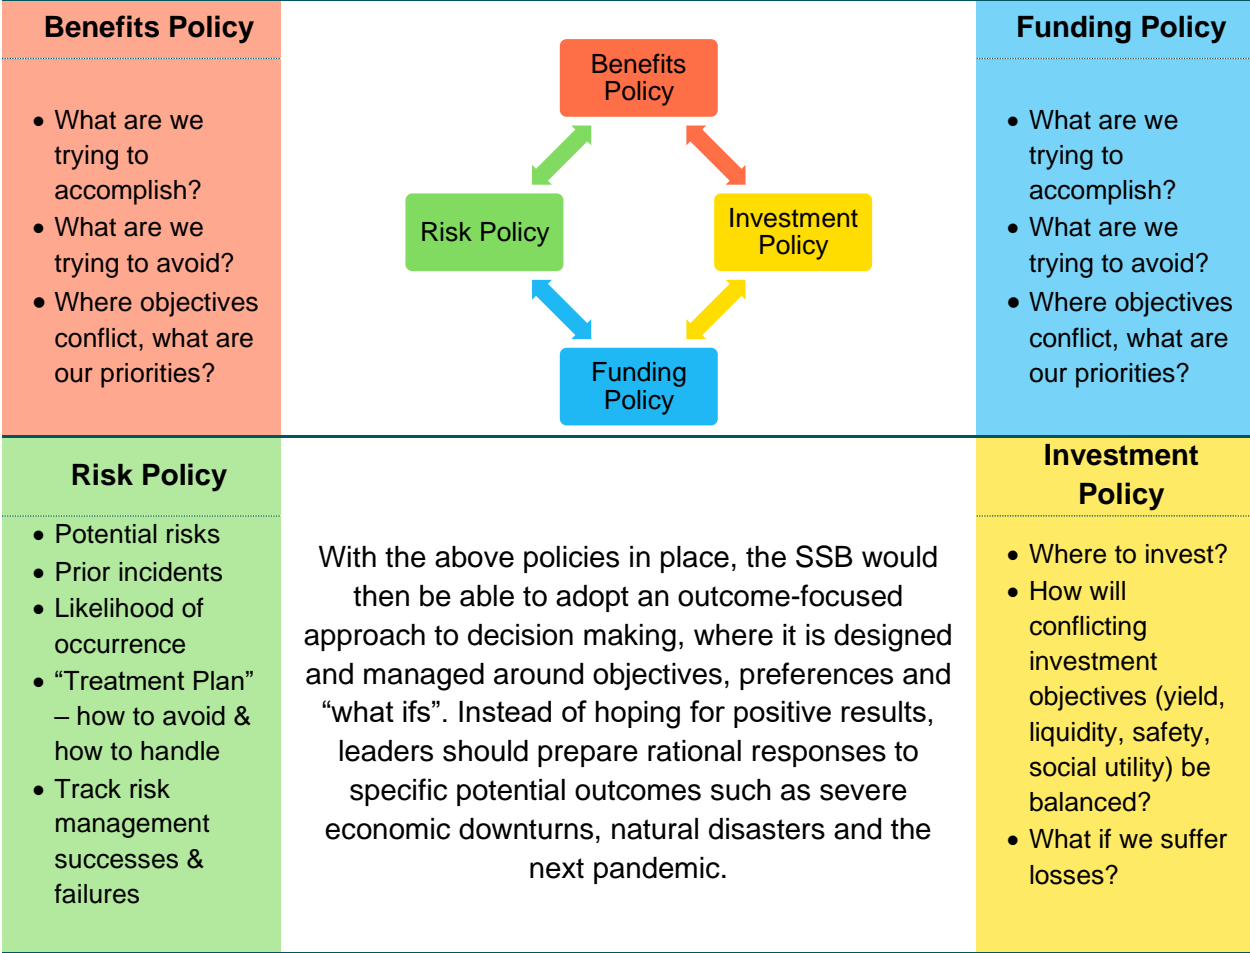 Benefits Policy
• What are we
trying to
accomplish?
• What are we
trying to avoid?
• Where objectives
conflict, what are
our priorities?
Benefits
Policy
Risk Policy
Investment
Policy
Funding
Policy
Funding Policy
• What are we
trying to
accomplish?
• What are we
trying to avoid?
• Where objectives
conflict, what are
our priorities?
Risk Policy
• Potential risks
• Prior incidents
• Likelihood of
occurrence
• “Treatment Plan”
– how to avoid &
how to handle
• Track risk
management
successes &
failures
With the above policies in place, the SSB would
then be able to adopt an outcome-focused
approach to decision making, where it is designed
and managed around objectives, preferences and
“what ifs”. Instead of hoping for positive results,
leaders should prepare rational responses to
specific potential outcomes such as severe
economic downturns, natural disasters and the
next pandemic.
Investment
Policy
• Where to invest?
• How will
conflicting
investment
objectives (yield,
liquidity, safety,
social utility) be
balanced?
• What if we suffer
losses?